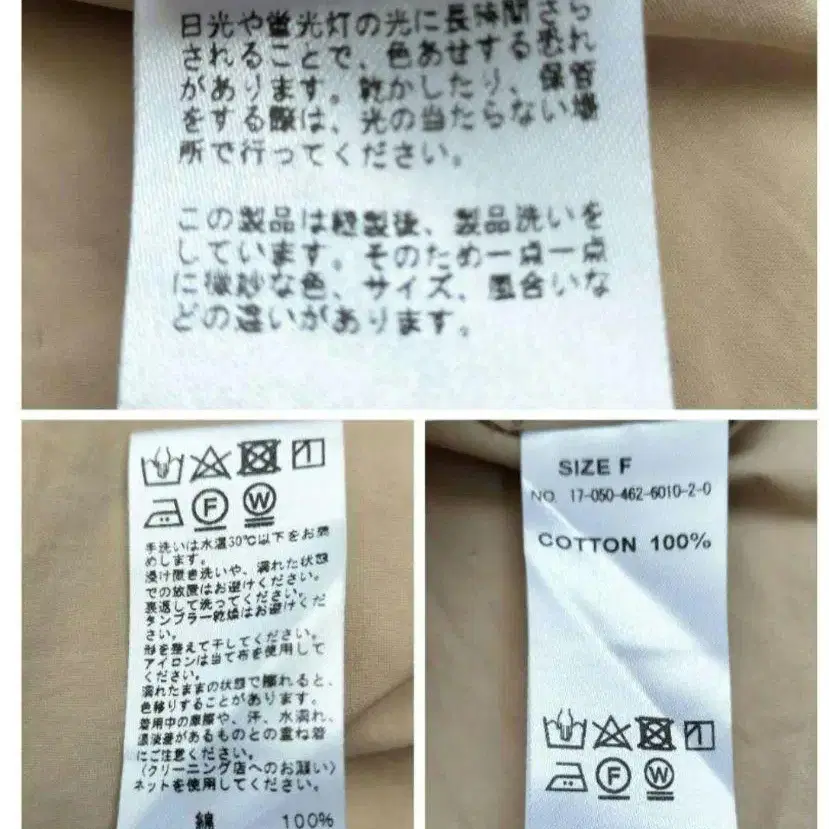 日光や蛍光灯の光に長時間さら
されることで、色あせする恐れ
があります。乾かしたり、保管
をする際は、光の当たらない場
所で行ってください。
この製品は縫製後、製品洗いを
しています。そのため一点一点
に微妙な色、サイズ、風合いな
どの違いがあります。
F W
手洗いは水温30℃以下をお勧
めします。
浸け置き洗いや、濡れた状態
での放置はお避けください。
裏返して洗ってください。
タンブラー乾燥はお避けくだ
さい。
形を整えて干してください。
アイロンは当て布を使用して
ください。
濡れたままの状態で擦れると、
色移りすることがあります。
着用中の摩擦や、汗、水濡れ、
濃淡差があるものとの重ね着
にご注意ください。
(クリーニング店へのお願い)
ネットを使用してください。
綿 100%
SIZE F
NO. 17-050-462-6010-2-0
COTTON 100%
F W